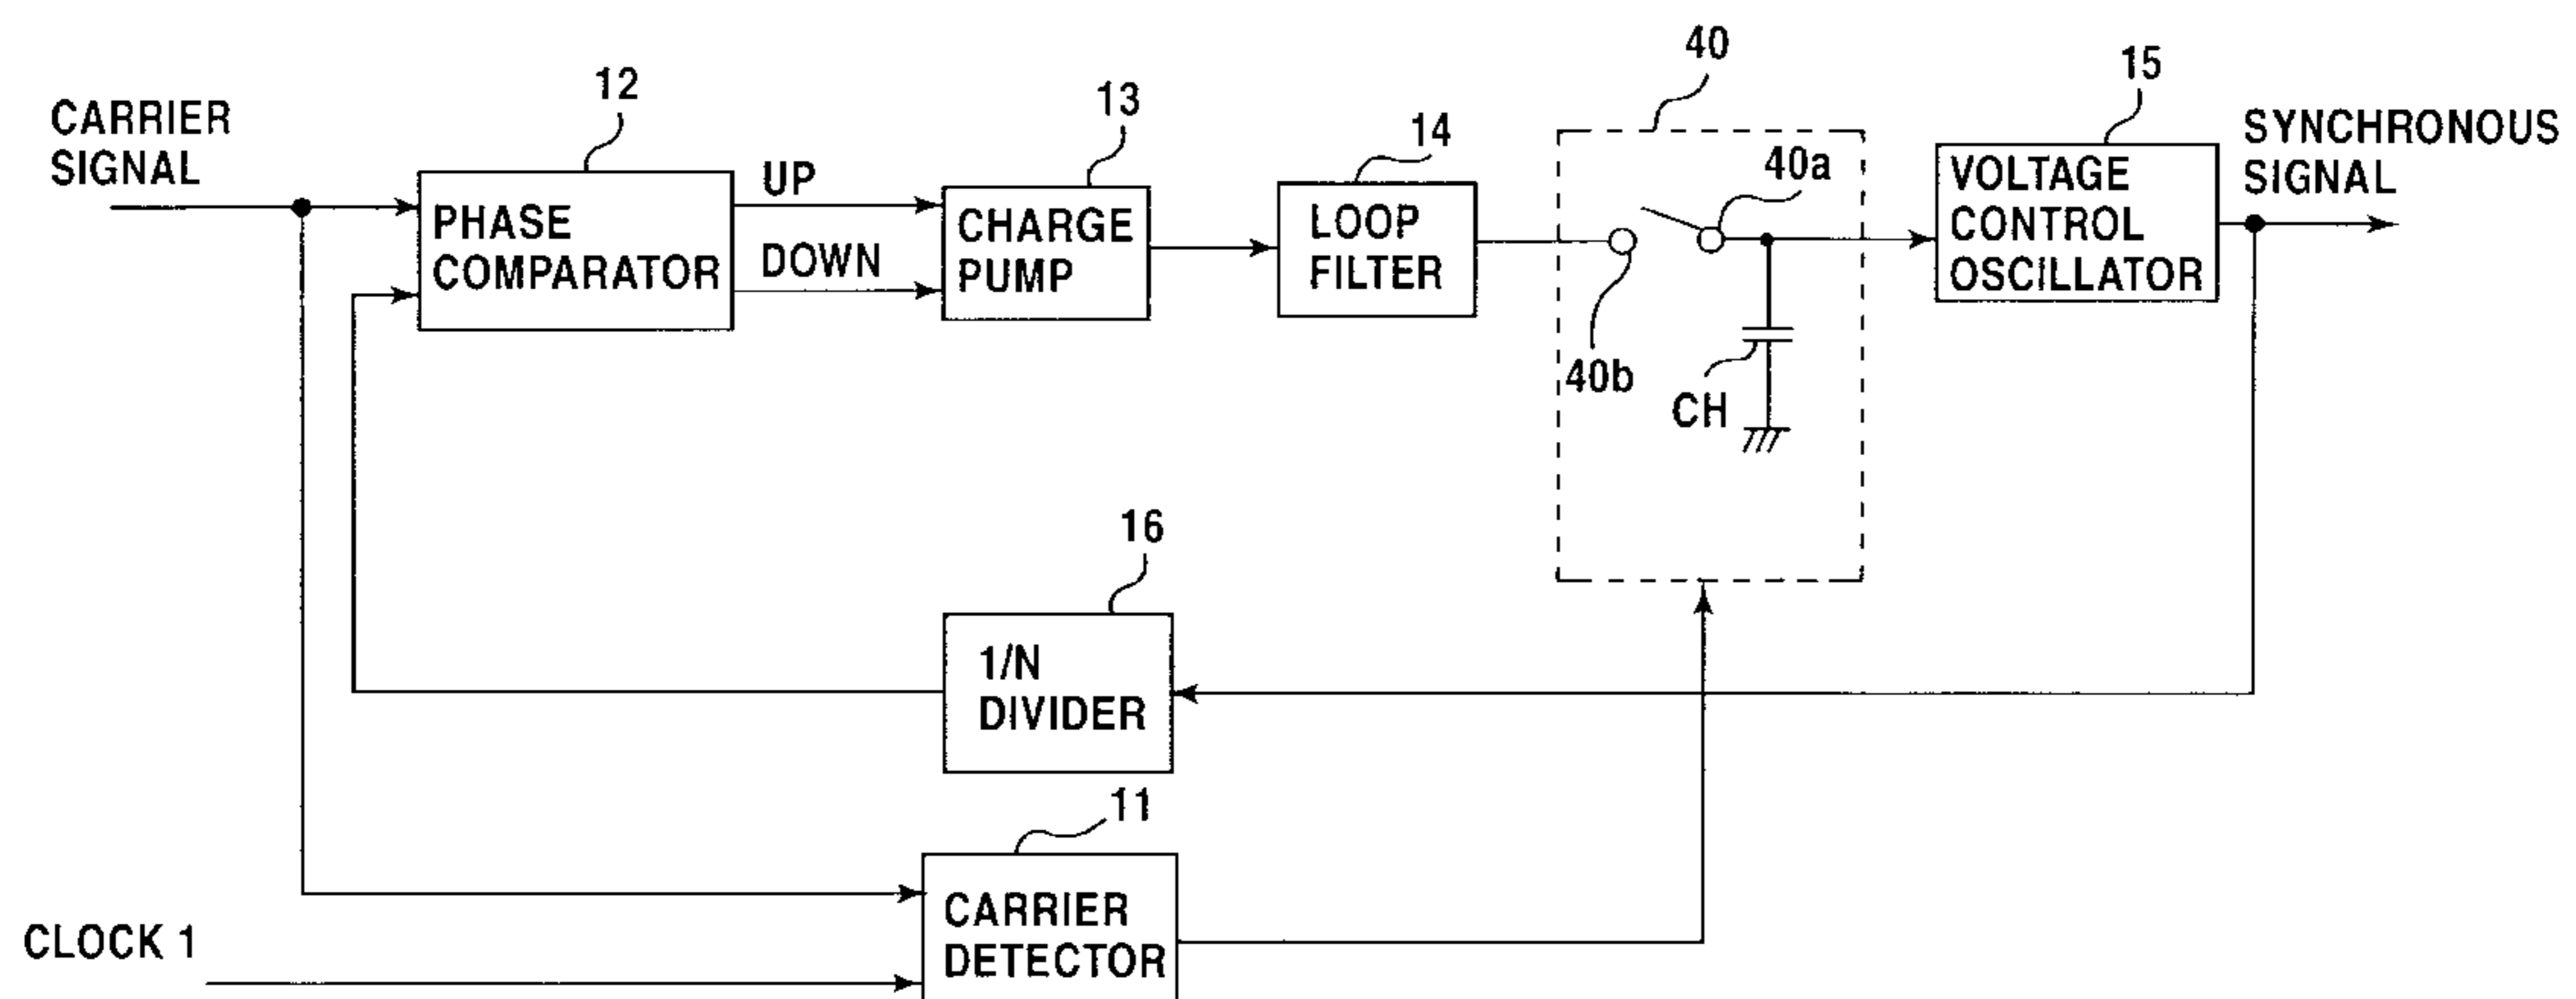 40
15
12
13
14
CARRIER
SIGNAL
UP
DOWN
PHASE
COMPARATOR
CHARGE
PUMP
LOOP
FILTER
40a
40b
CH
VOLTAGE
CONTROL
OSCILLATOR
SYNCHRONOUS
SIGNAL
16
1/N
DIVIDER
11
CARRIER
DETECTOR
CLOCK 1